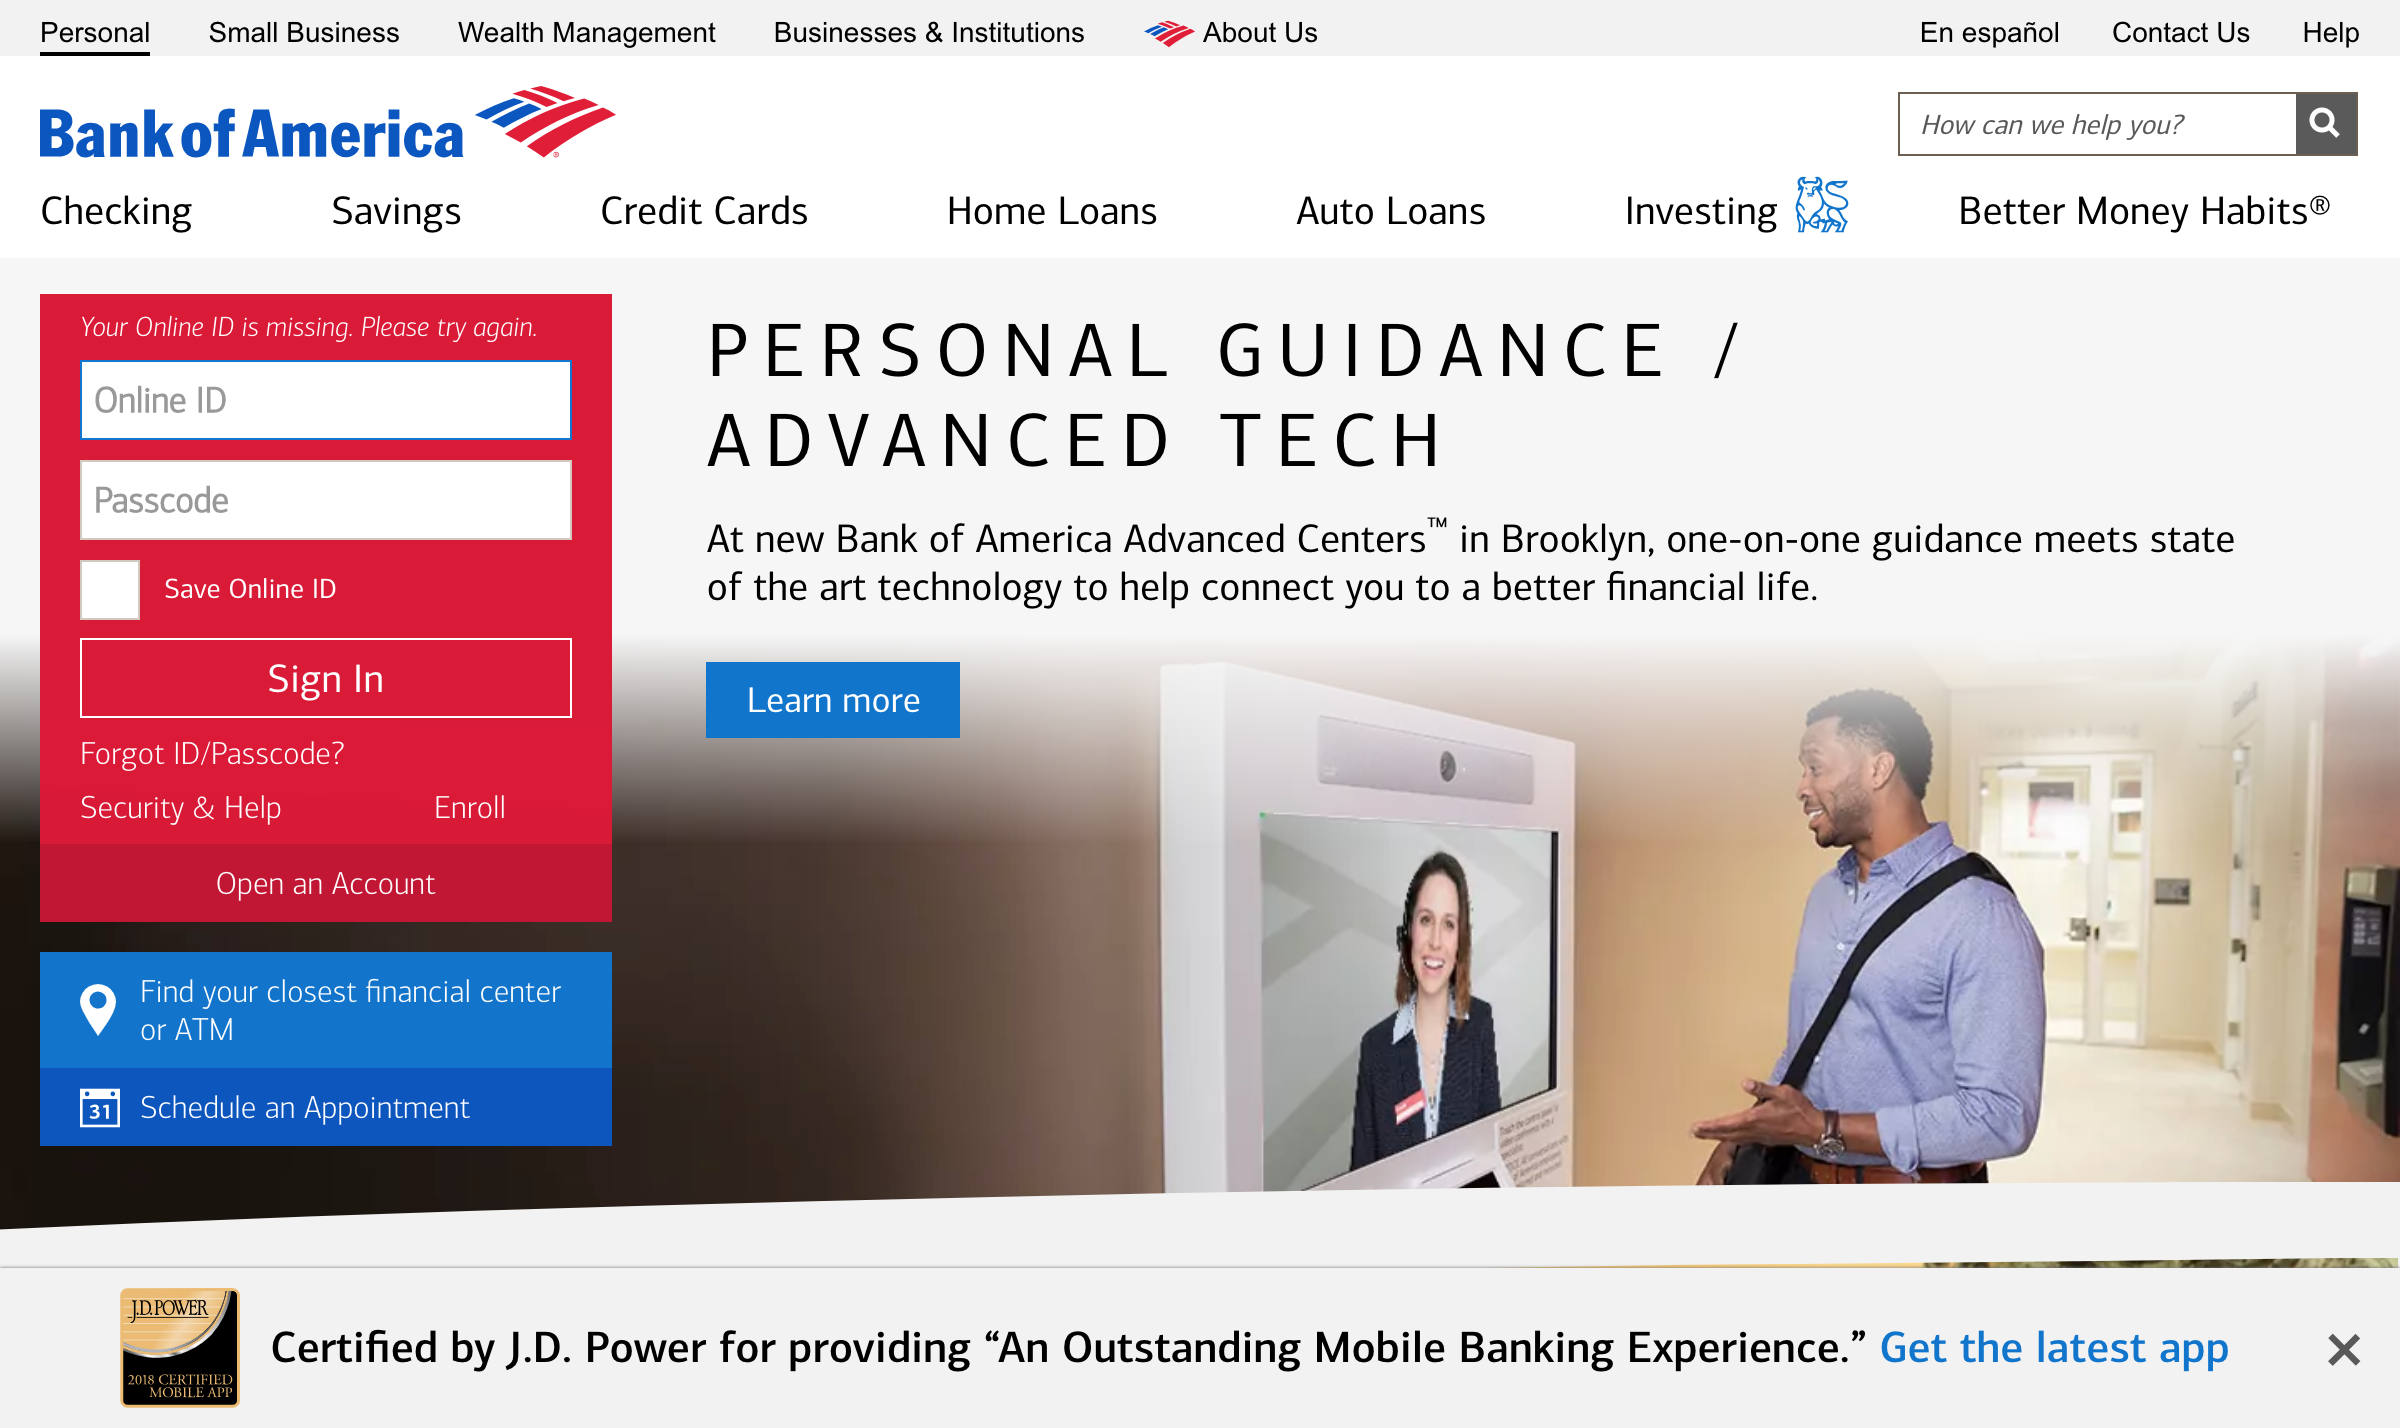 Personal
Small Business
Wealth Management
Businesses & Institutions
About Us
En español
Contact Us
Help
Bank of America
How can we help you?
Checking
Savings
Credit Cards
Home Loans
Auto Loans
Investing
Better Money Habits®
Your Online ID is missing. Please try again.
Online ID
Passcode
Save Online ID
Sign In
Forgot ID/Passcode?
Security & Help
Enroll
Open an Account
Find your closest financial center
or ATM
31
Schedule an Appointment
PERSONAL GUIDANCE /
ADVANCED TECH
At new Bank of America Advanced Centers™ in Brooklyn, one-on-one guidance meets state
of the art technology to help connect you to a better financial life.
Learn more
J.D. POWER
2018 CERTIFIED
MOBILE APP
Certified by J.D. Power for providing “An Outstanding Mobile Banking Experience.” Get the latest app